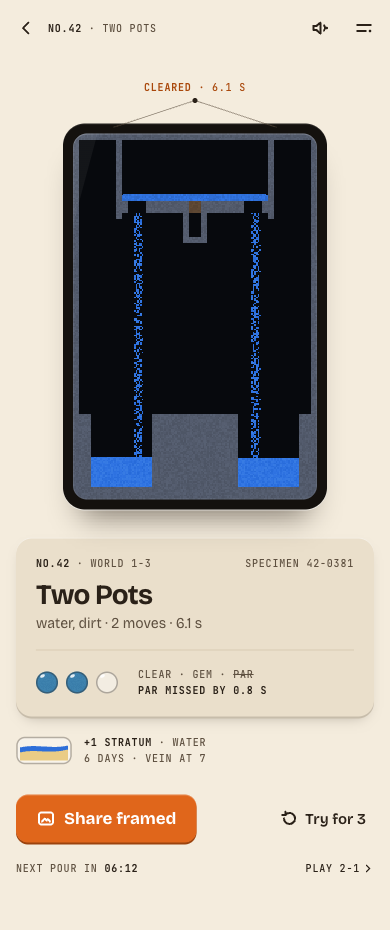 NO.42 · TWO POTS
CLEARED · 6.1 S
NO.42 · WORLD 1-3
SPECIMEN 42-0381
Two Pots
water, dirt · 2 moves · 6.1 s
CLEAR · GEM · PAR
PAR MISSED BY 0.8 S
+1 STRATUM · WATER
6 DAYS · VEIN AT 7
Share framed
Try for 3
NEXT POUR IN 06:12
PLAY 2-1